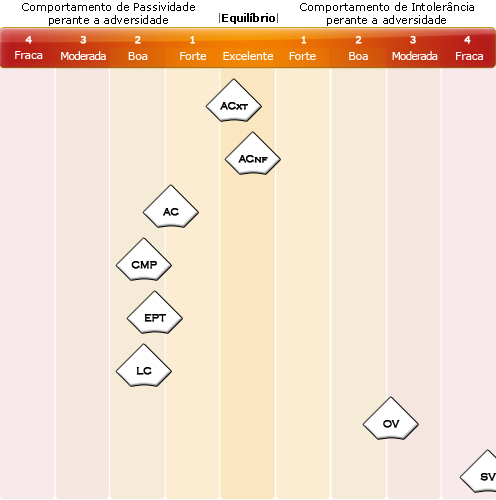 Comportamento de Passividade
perante a adversidade
|Equilíbrio|
Comportamento de Intolerância
perante a adversidade
4 3 2 1 1 2 3 4
Fraca Moderada Boa Forte Excelente Forte Boa Moderada Fraca
ACXT
ACNF
AC
CMP
EPT
LC
OV
SV